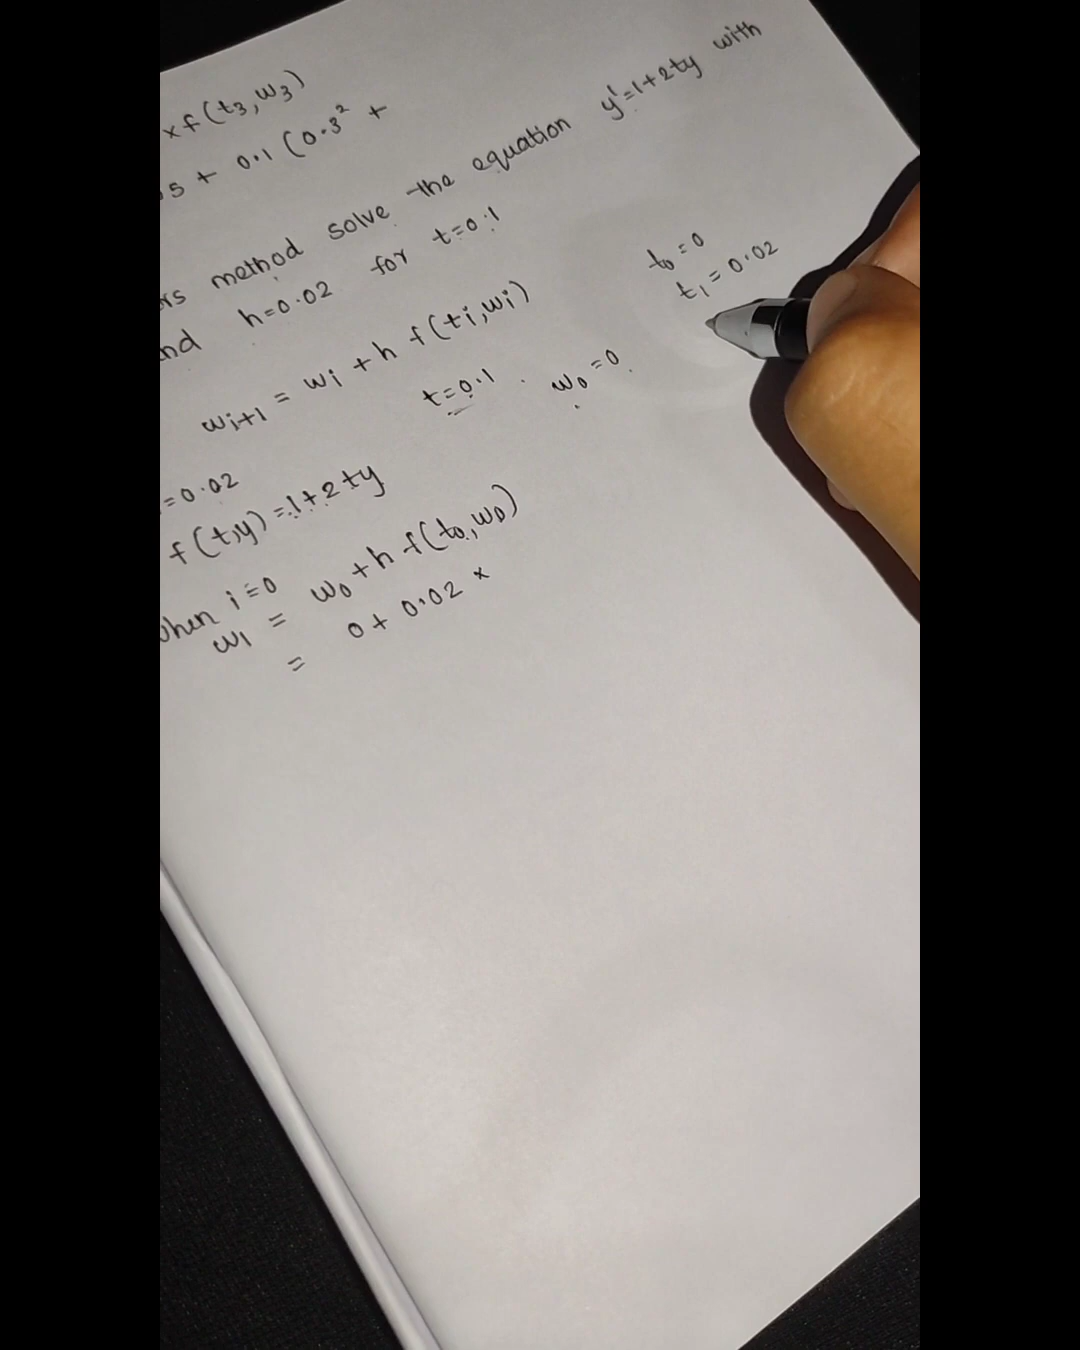 xf(t3,w3)
5 + 0.1 (0.3² +
method solve the equation y'=1+2ty with
h=0.02 for t=0.1
wi+1 = wi + h f(ti,wi)
t=0.1 w0=0
t0=0
t1=0.02
=0.02
f(t,y)=1+2ty
when i=0
w1 = w0+h f(t0,w0)
= 0+0.02 x